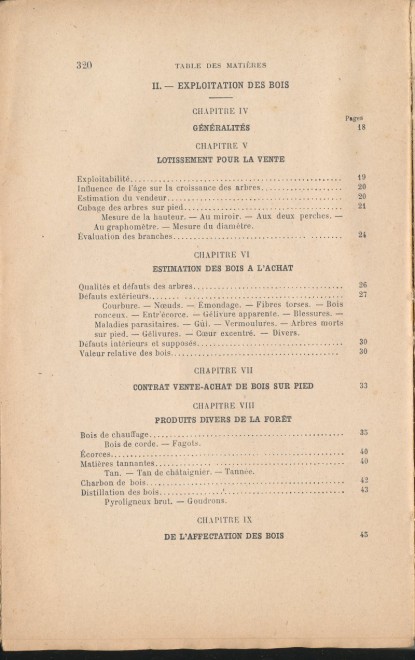 320 TABLE DES MATIÈRES
II. — EXPLOITATION DES BOIS
CHAPITRE IV
Pages
GÉNÉRALITÉS 18
CHAPITRE V
LOTISSEMENT POUR LA VENTE
Exploitabilité 19
Influence de l'âge sur la croissance des arbres 20
Estimation du vendeur 20
Cubage des arbres sur pied 21
Mesure de la hauteur. — Au miroir. — Aux deux perches. —
Au graphomètre. — Mesure du diamètre.
Évaluation des branches 24
CHAPITRE VI
ESTIMATION DES BOIS A L'ACHAT
Qualités et défauts des arbres 26
Défauts extérieurs 27
Courbure. — Nœuds. — Émondage. — Fibres torses. — Bois
ronceux. — Entr'écorce. — Gélivure apparente. — Blessures. —
Maladies parasitaires. — Gui. — Vermoulures. — Arbres morts
sur pied. — Gélivures. — Cœur excentré. — Divers.
Défauts intérieurs et supposés 30
Valeur relative des bois 30
CHAPITRE VII
CONTRAT VENTE-ACHAT DE BOIS SUR PIED 33
CHAPITRE VIII
PRODUITS DIVERS DE LA FORÊT
Bois de chauffage 35
Bois de corde. — Fagots.
Écorces 40
Matières tannantes 40
Tan. — Tan de châtaignier. — Tannée.
Charbon de bois 42
Distillation des bois 43
Pyroligneux brut. — Goudrons.
CHAPITRE IX
DE L'AFFECTATION DES BOIS 45